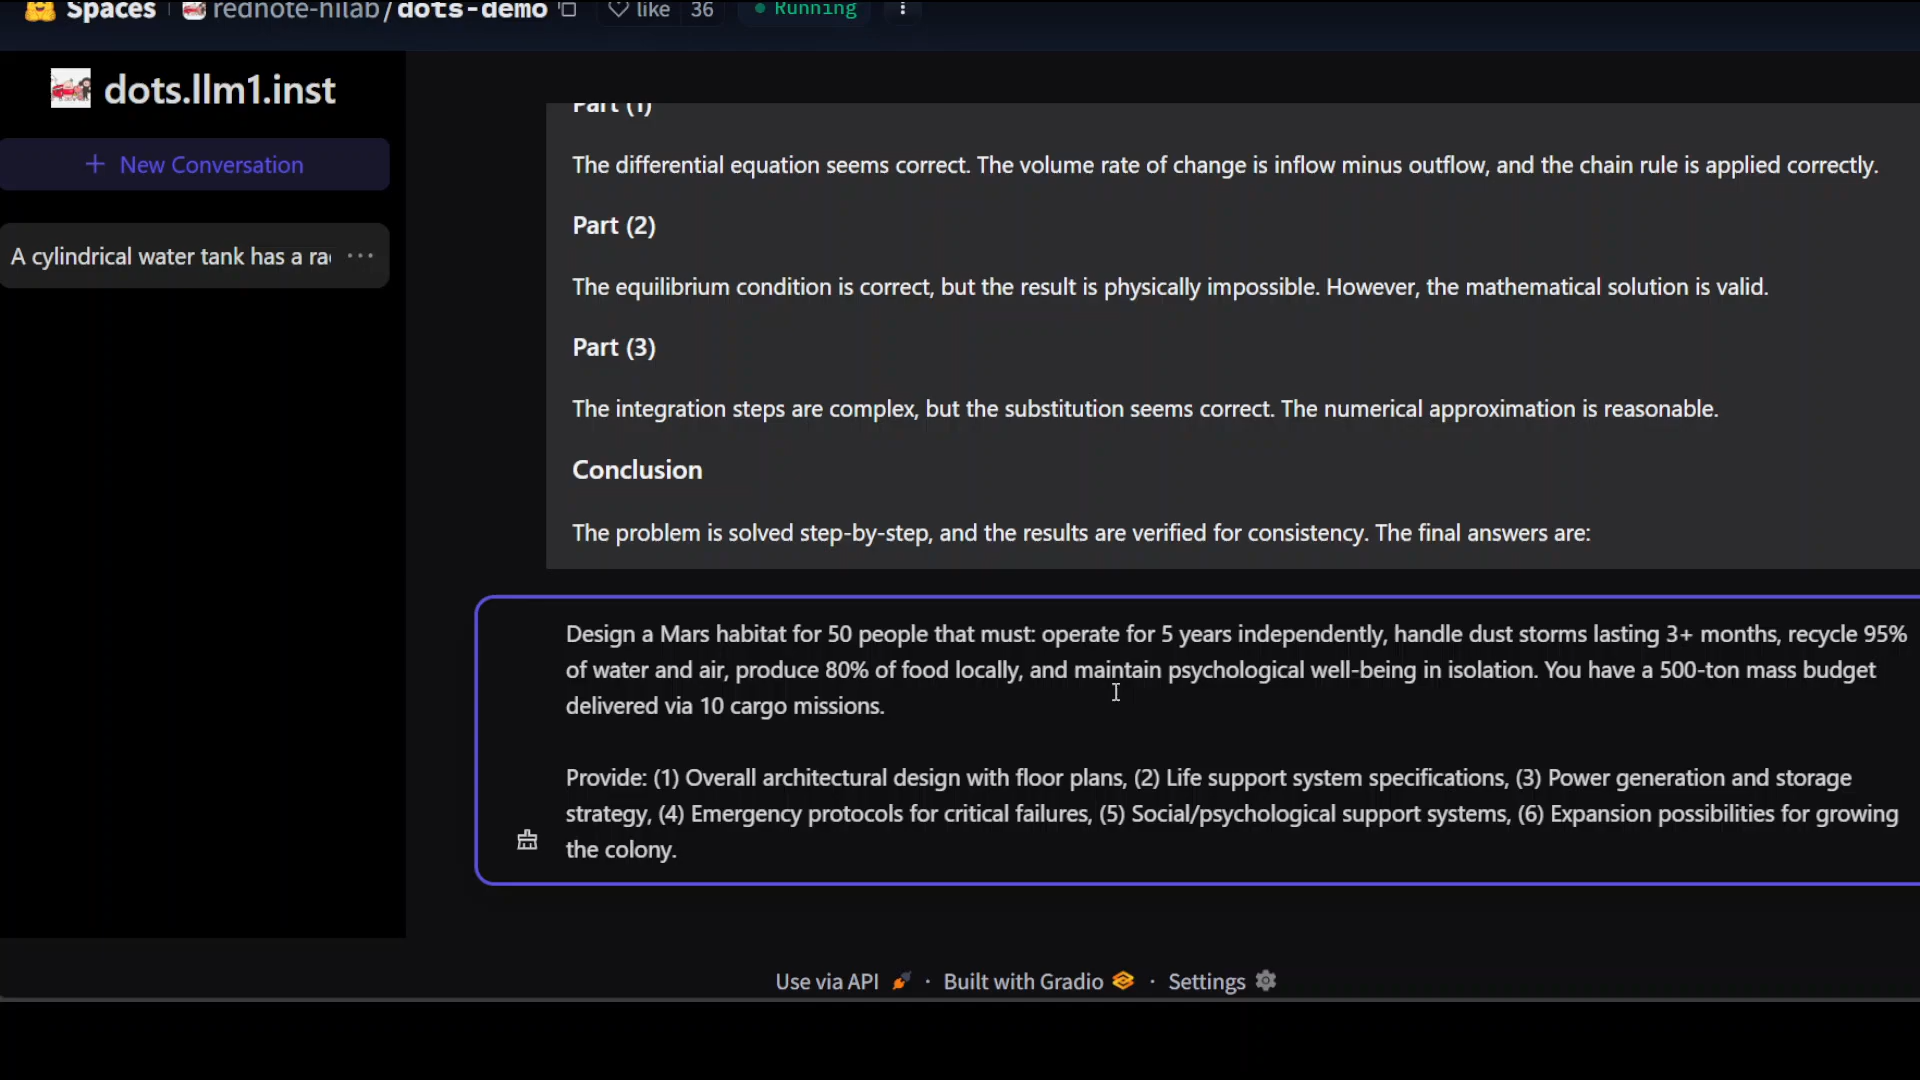 Spaces
rednote-hilab/dots-demo
like 36
Running
dots.llm1.inst
+ New Conversation
A cylindrical water tank has a ra
Part (1)
The differential equation seems correct. The volume rate of change is inflow minus outflow, and the chain rule is applied correctly.
Part (2)
The equilibrium condition is correct, but the result is physically impossible. However, the mathematical solution is valid.
Part (3)
The integration steps are complex, but the substitution seems correct. The numerical approximation is reasonable.
Conclusion
The problem is solved step-by-step, and the results are verified for consistency. The final answers are:
Design a Mars habitat for 50 people that must: operate for 5 years independently, handle dust storms lasting 3+ months, recycle 95%
of water and air, produce 80% of food locally, and maintain psychological well-being in isolation. You have a 500-ton mass budget
delivered via 10 cargo missions.
Provide: (1) Overall architectural design with floor plans, (2) Life support system specifications, (3) Power generation and storage
strategy, (4) Emergency protocols for critical failures, (5) Social/psychological support systems, (6) Expansion possibilities for growing
the colony.
Use via API · Built with Gradio · Settings